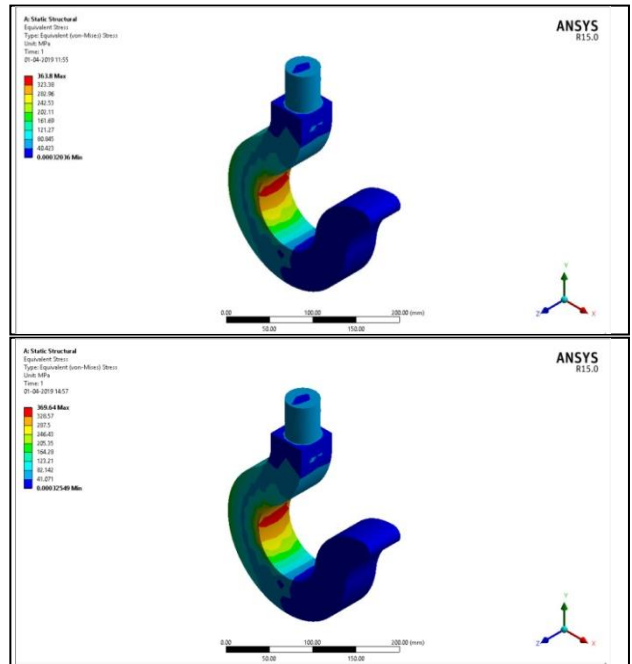 A: Static Structural
Equivalent Stress
Type: Equivalent (von-Mises) Stress
Unit: MPa
Time: 1
01-04-2019 11:55
363.8 Max
323.38
282.96
242.53
202.11
161.69
121.27
80.845
40.423
0.00032036 Min
ANSYS
R15.0
Y
Z
X
0.00
100.00
200.00 (mm)
50.00
150.00
A: Static Structural
Equivalent Stress
Type: Equivalent (von-Mises) Stress
Unit: MPa
Time: 1
01-04-2019 14:57
369.64 Max
328.57
287.5
246.43
205.35
164.29
123.21
82.142
41.071
0.00032549 Min
ANSYS
R15.0
Y
Z
X
0.00
100.00
200.00 (mm)
50.00
150.00